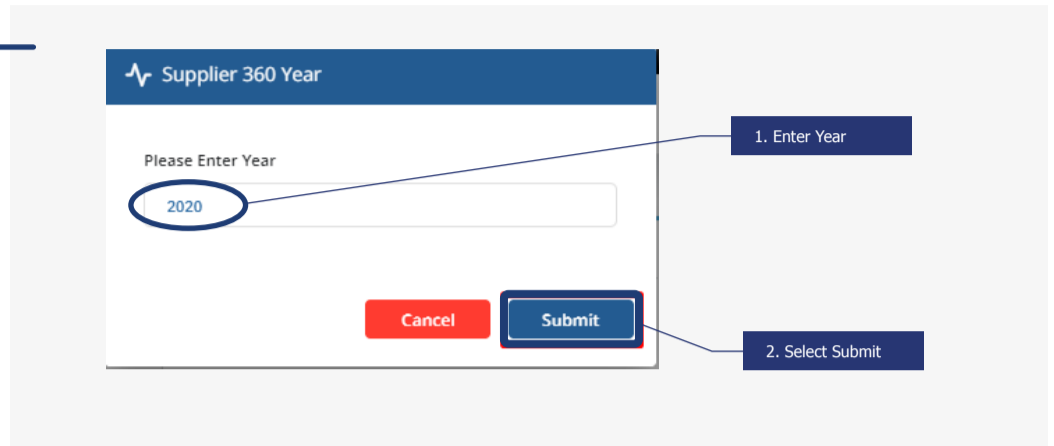 Supplier 360 Year
1. Enter Year
Please Enter Year
2020
Cancel
Submit
2. Select Submit